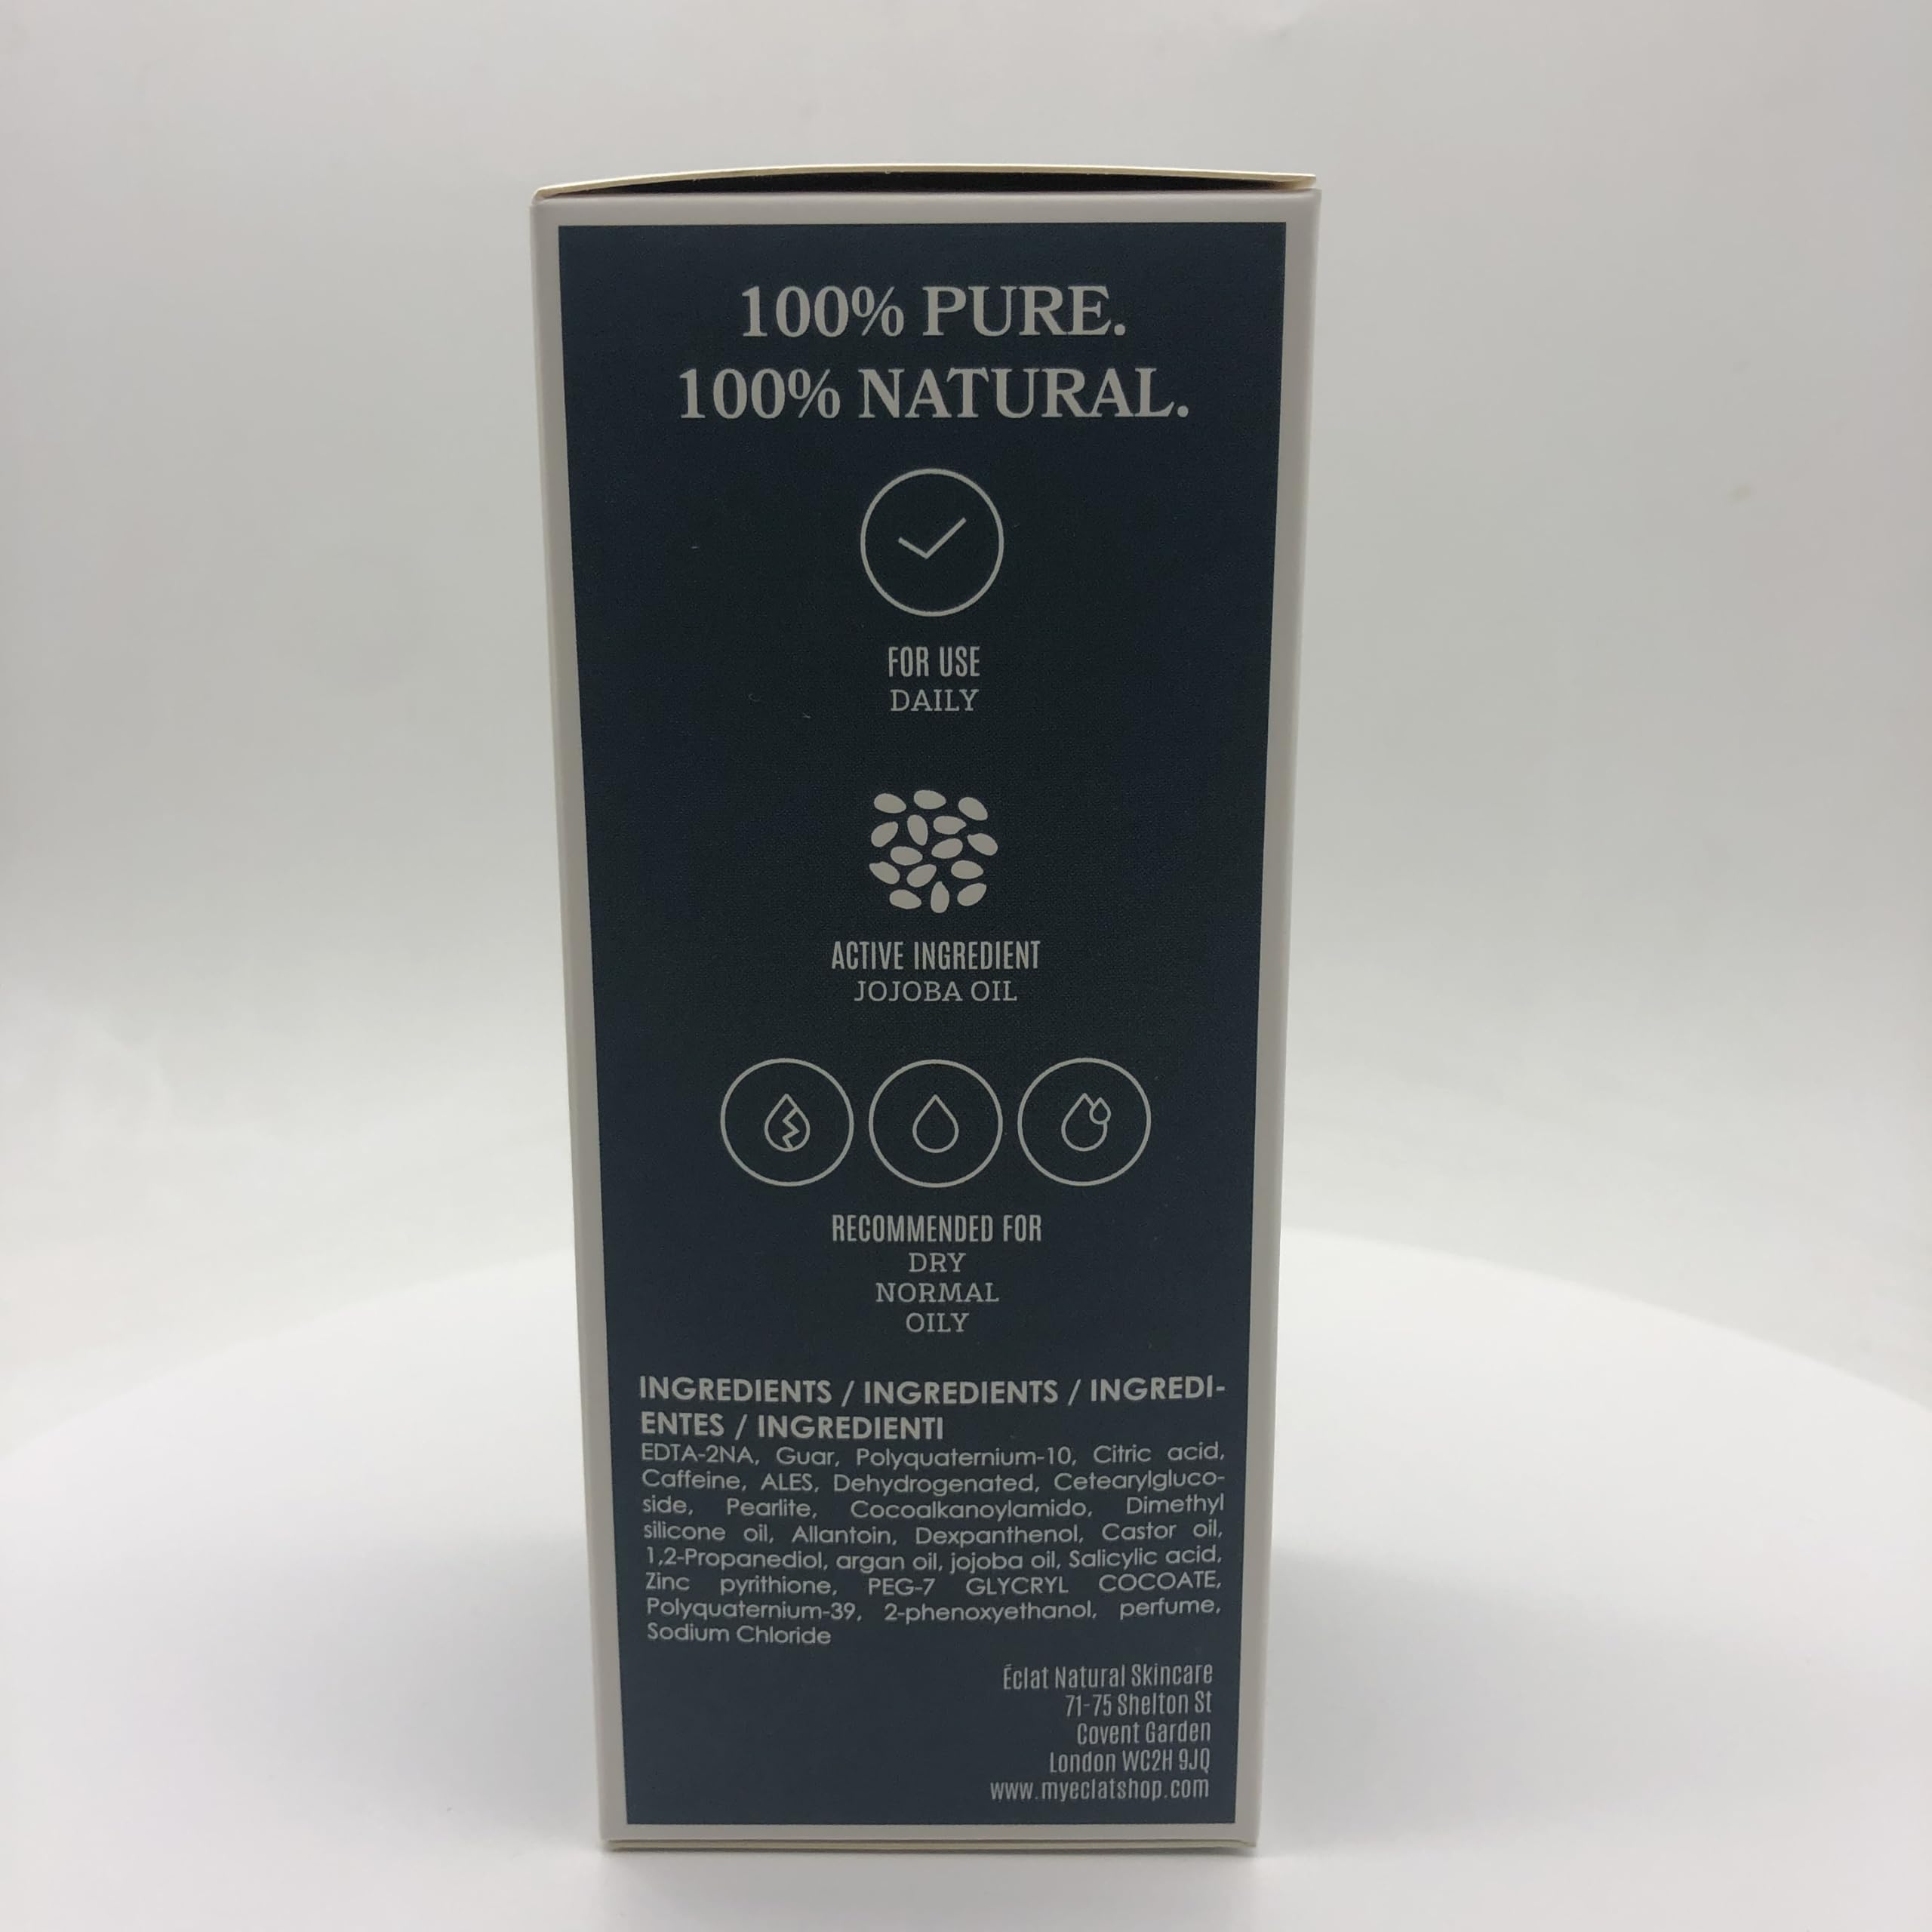 100% PURE.
100% NATURAL.
FOR USE
DAILY
ACTIVE INGREDIENT
JOJOBA OIL
RECOMMENDED FOR
DRY
NORMAL
OILY
INGREDIENTS / INGREDIENTS / INGREDI-
ENTES / INGREDIENTI
EDTA-2NA, Guar, Polyquaternium-10, Citric acid,
Caffeine, ALES, Dehydrogenated, Cetearylgluco-
side, Pearlite, Cocoalkanoylamido, Dimethyl
silicone oil, Allantoin, Dexpanthenol, Castor oil,
1,2-Propanediol, argan oil, jojoba oil, Salicylic acid,
Zinc pyrithione, PEG-7 GLYCRYL COCOATE,
Polyquaternium-39, 2-phenoxyethanol, perfume,
Sodium Chloride
Éclat Natural Skincare
71-75 Shelton St
Covent Garden
London WC2H 9JQ
www.myeclatshop.com